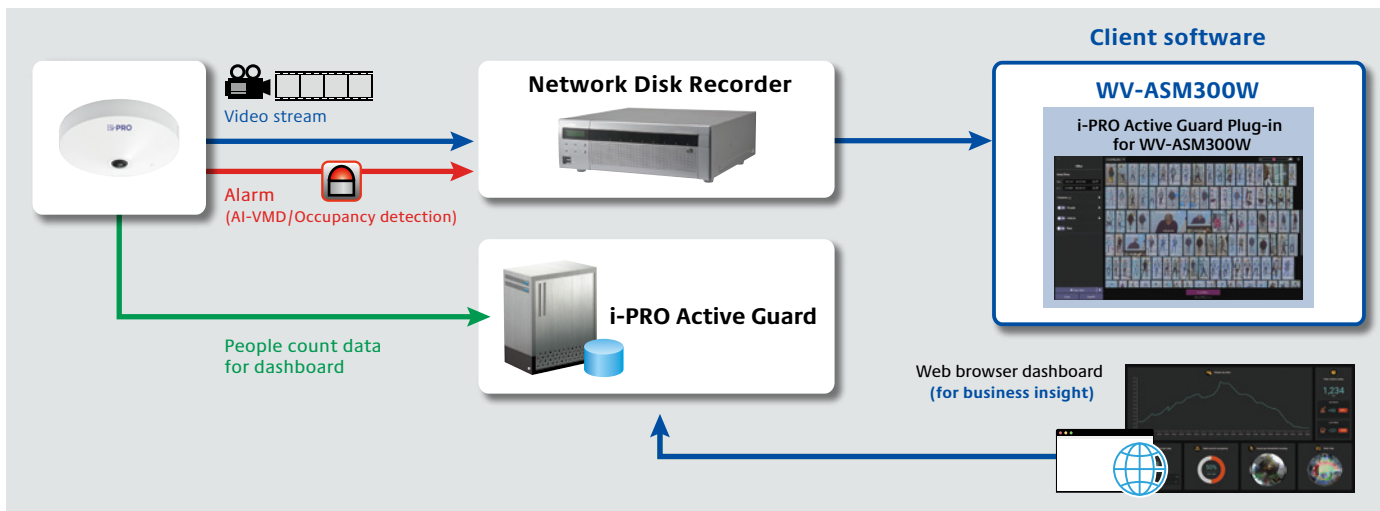 Client software
i-PRO
Video stream
Alarm
(AI-VMD/Occupancy detection)
People count data
for dashboard
Network Disk Recorder
i-PRO Active Guard
WV-ASM300W
i-PRO Active Guard Plug-in
for WV-ASM300W
Web browser dashboard
(for business insight)
1,234
50%